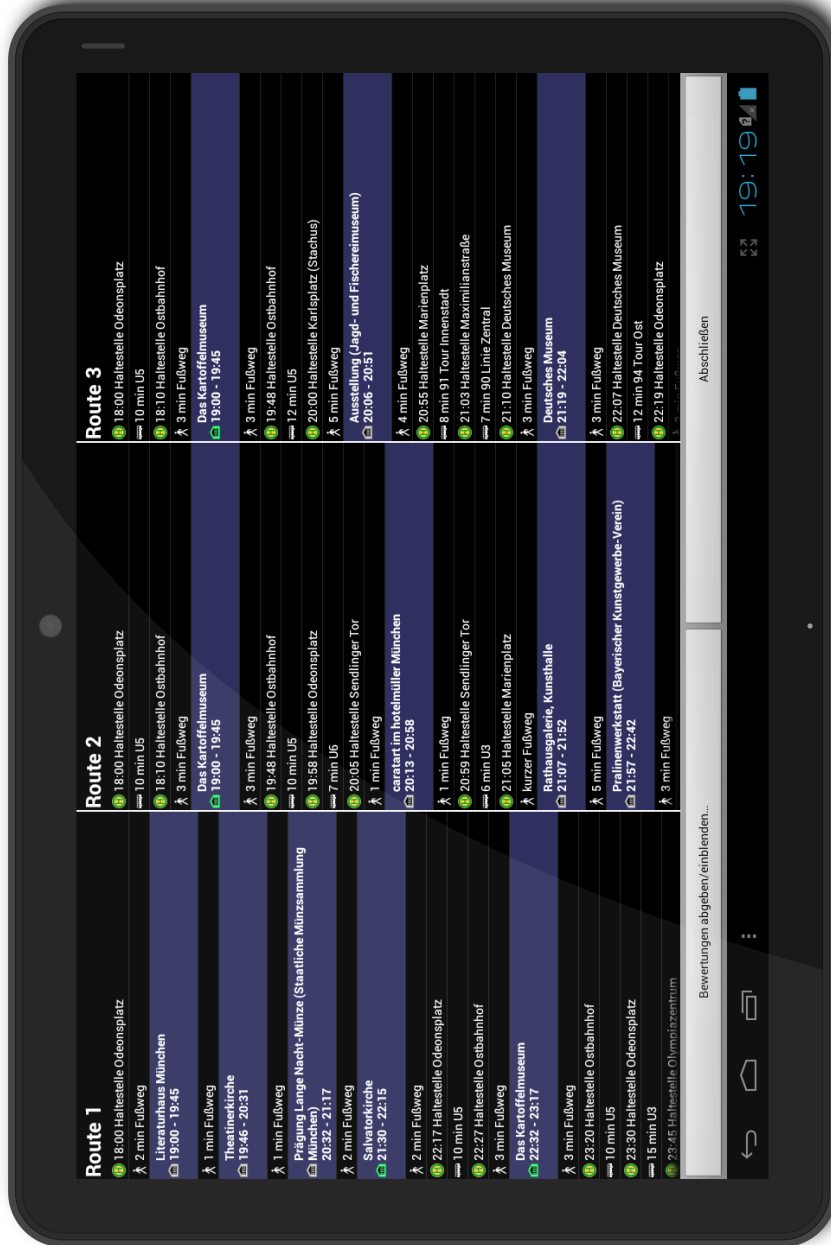 Route 1
18:00 Haltestelle Odeonsplatz
2 min Fußweg
Literaturhaus München
19:00 - 19:45
1 min Fußweg
Theatinerkirche
19:46 - 20:31
1 min Fußweg
Prägung Lange Nacht-Münze (Staatliche Münzsammlung
München)
20:32 - 21:17
2 min Fußweg
Salvatorkirche
21:30 - 22:15
2 min Fußweg
H 22:17 Haltestelle Odeonsplatz
10 min U5
H 22:27 Haltestelle Ostbahnhof
3 min Fußweg
Das Kartoffelmuseum
22:32 - 23:17
3 min Fußweg
H 23:20 Haltestelle Ostbahnhof
10 min U5
H 23:30 Haltestelle Odeonsplatz
15 min U3
H 23:45 Haltestelle Olympiazentrum
Route 2
H 18:00 Haltestelle Odeonsplatz
10 min U5
H 18:10 Haltestelle Ostbahnhof
3 min Fußweg
Das Kartoffelmuseum
19:00 - 19:45
3 min Fußweg
H 19:48 Haltestelle Ostbahnhof
10 min U5
H 19:58 Haltestelle Odeonsplatz
7 min U6
H 20:05 Haltestelle Sendlinger Tor
1 min Fußweg
caratart im hotelmüller München
20:13 - 20:58
1 min Fußweg
H 20:59 Haltestelle Sendlinger Tor
6 min U3
H 21:05 Haltestelle Marienplatz
kurzer Fußweg
Rathausgalerie, Kunsthalle
21:07 - 21:52
5 min Fußweg
Pralinenwerkstatt (Bayerischer Kunstgewerbe-Verein)
21:57 - 22:42
3 min Fußweg
Route 3
H 18:00 Haltestelle Odeonsplatz
10 min U5
H 18:10 Haltestelle Ostbahnhof
3 min Fußweg
Das Kartoffelmuseum
19:00 - 19:45
3 min Fußweg
H 19:48 Haltestelle Ostbahnhof
12 min U5
H 20:00 Haltestelle Karlsplatz (Stachus)
5 min Fußweg
Ausstellung (Jagd- und Fischereimuseum)
20:06 - 20:51
4 min Fußweg
H 20:55 Haltestelle Marienplatz
8 min 91 Tour Innenstadt
H 21:03 Haltestelle Maximilianstraße
7 min 90 Linie Zentral
H 21:10 Haltestelle Deutsches Museum
3 min Fußweg
Deutsches Museum
21:19 - 22:04
3 min Fußweg
H 22:07 Haltestelle Deutsches Museum
12 min 94 Tour Ost
H 22:19 Haltestelle Odeonsplatz
Bewertungen abgeben/einblenden...
Abschließen
19:19